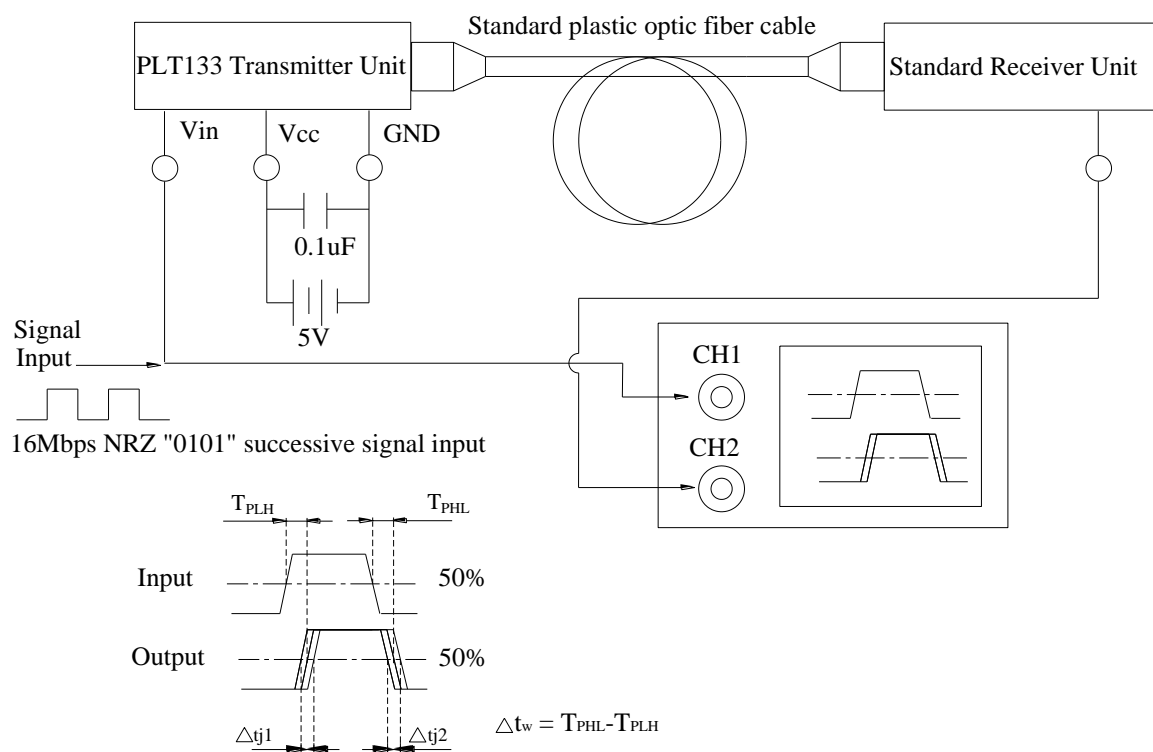 Standard plastic optic fiber cable
PLT133 Transmitter Unit
Standard Receiver Unit
Vin
Vcc
GND
0.1uF
5V
Signal
Input
16Mbps NRZ "0101" successive signal input
CH1
CH2
TPLH
TPHL
Input
50%
Output
50%
△tj1
△tj2
△tw = TPHL-TPLH